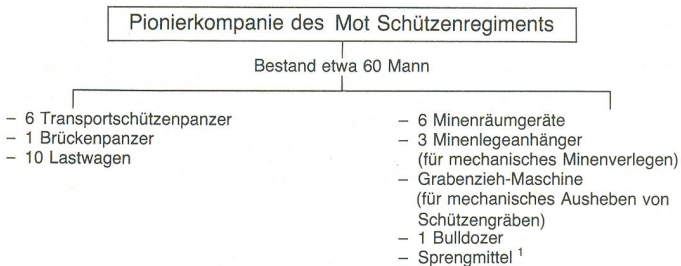 Pionierkompanie des Mot Schützenregiments
Bestand etwa 60 Mann
– 6 Transportschützenpanzer
– 1 Brückenpanzer
– 10 Lastwagen
– 6 Minenräumgeräte
– 3 Minenlegeanhänger
(für mechanisches Minenverlegen)
– Grabenzieh-Maschine
(für mechanisches Ausheben von
Schützengräben)
– 1 Bulldozer
– Sprengmittel ¹